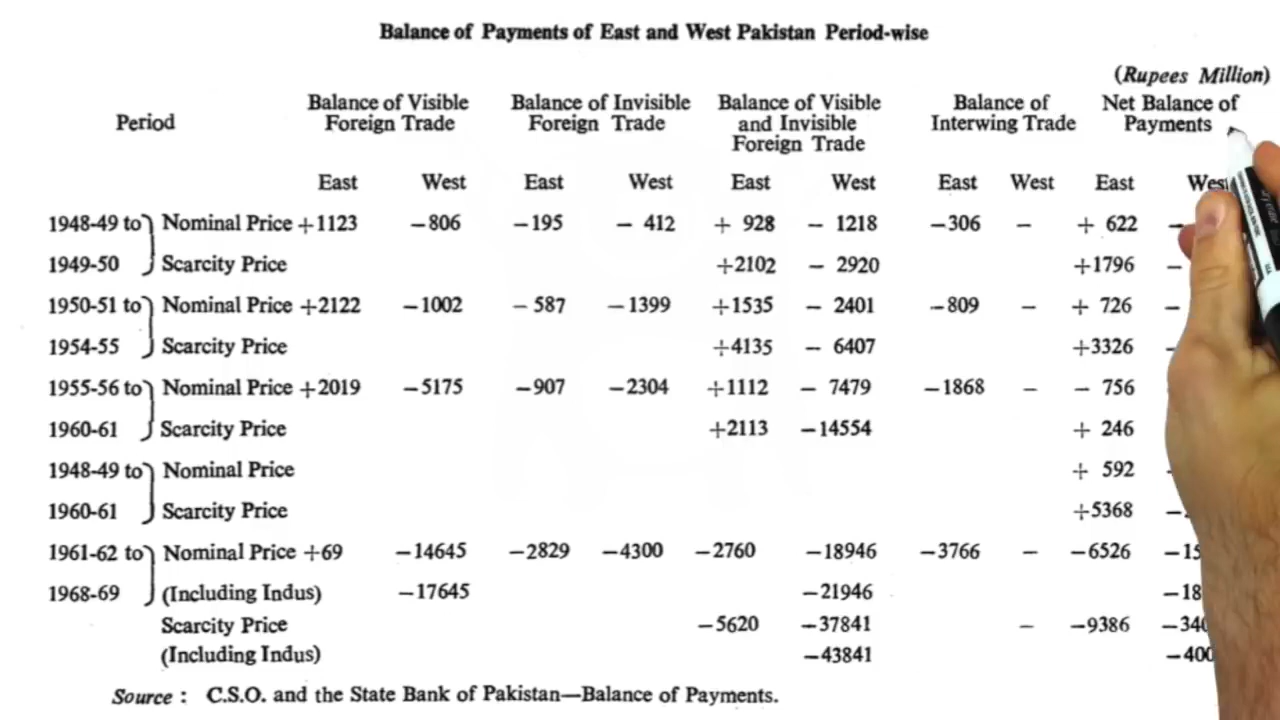 Balance of Payments of East and West Pakistan Period-wise
(Rupees Million)
Period Balance of Visible Foreign Trade Balance of Invisible Foreign Trade Balance of Visible and Invisible Foreign Trade Balance of Interwing Trade Net Balance of Payments
East West East West East West East West East West
1948-49 to Nominal Price +1123 -806 -195 - 412 + 928 - 1218 -306 - + 622 -
1949-50 Scarcity Price +2102 - 2920 +1796 -
1950-51 to Nominal Price +2122 -1002 - 587 -1399 +1535 - 2401 -809 - + 726 -
1954-55 Scarcity Price +4135 - 6407 +3326 -
1955-56 to Nominal Price +2019 -5175 -907 -2304 +1112 - 7479 -1868 - - 756
1960-61 Scarcity Price +2113 -14554 + 246
1948-49 to Nominal Price + 592
1960-61 Scarcity Price +5368 -
1961-62 to Nominal Price +69 -14645 -2829 -4300 -2760 -18946 -3766 - -6526
1968-69 (Including Indus) -17645 -21946
Scarcity Price -5620 -37841 - -9386
(Including Indus) -43841
Source : C.S.O. and the State Bank of Pakistan—Balance of Payments.